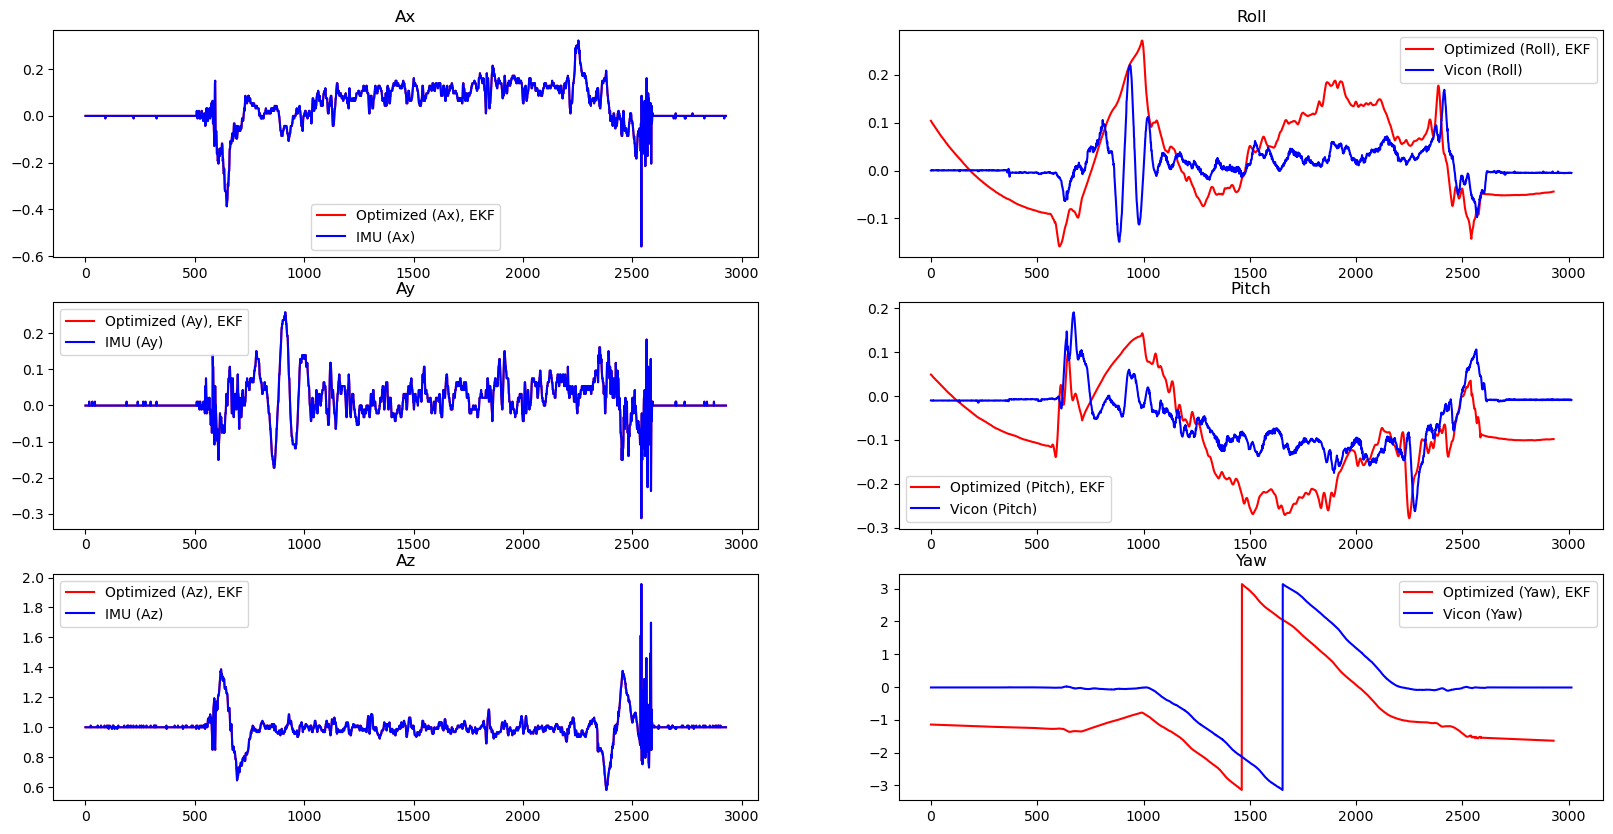 Ax
0.2
0.0
−0.2
−0.4
−0.6
Optimized (Ax), EKF
IMU (Ax)
0 500 1000 1500 2000 2500 3000
Roll
0.2
0.1
0.0
−0.1
Optimized (Roll), EKF
Vicon (Roll)
0 500 1000 1500 2000 2500 3000
Ay
0.2
0.1
0.0
−0.1
−0.2
−0.3
Optimized (Ay), EKF
IMU (Ay)
0 500 1000 1500 2000 2500 3000
Pitch
0.2
0.1
0.0
−0.1
−0.2
−0.3
Optimized (Pitch), EKF
Vicon (Pitch)
0 500 1000 1500 2000 2500 3000
Az
2.0
1.8
1.6
1.4
1.2
1.0
0.8
0.6
Optimized (Az), EKF
IMU (Az)
0 500 1000 1500 2000 2500 3000
Yaw
3
2
1
0
−1
−2
−3
Optimized (Yaw), EKF
Vicon (Yaw)
0 500 1000 1500 2000 2500 3000